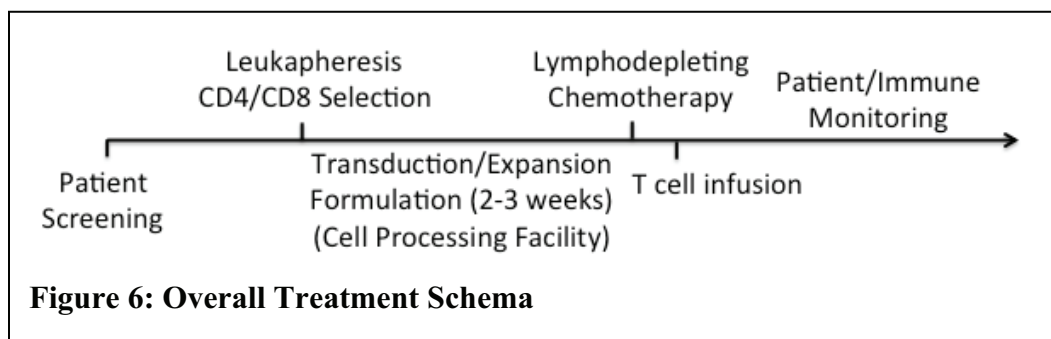 Leukapheresis
CD4/CD8 Selection
Lymphodepleting
Chemotherapy
Patient/Immune
Monitoring
Patient
Screening
Transduction/Expansion
Formulation (2-3 weeks)
(Cell Processing Facility)
T cell infusion
Figure 6: Overall Treatment Schema